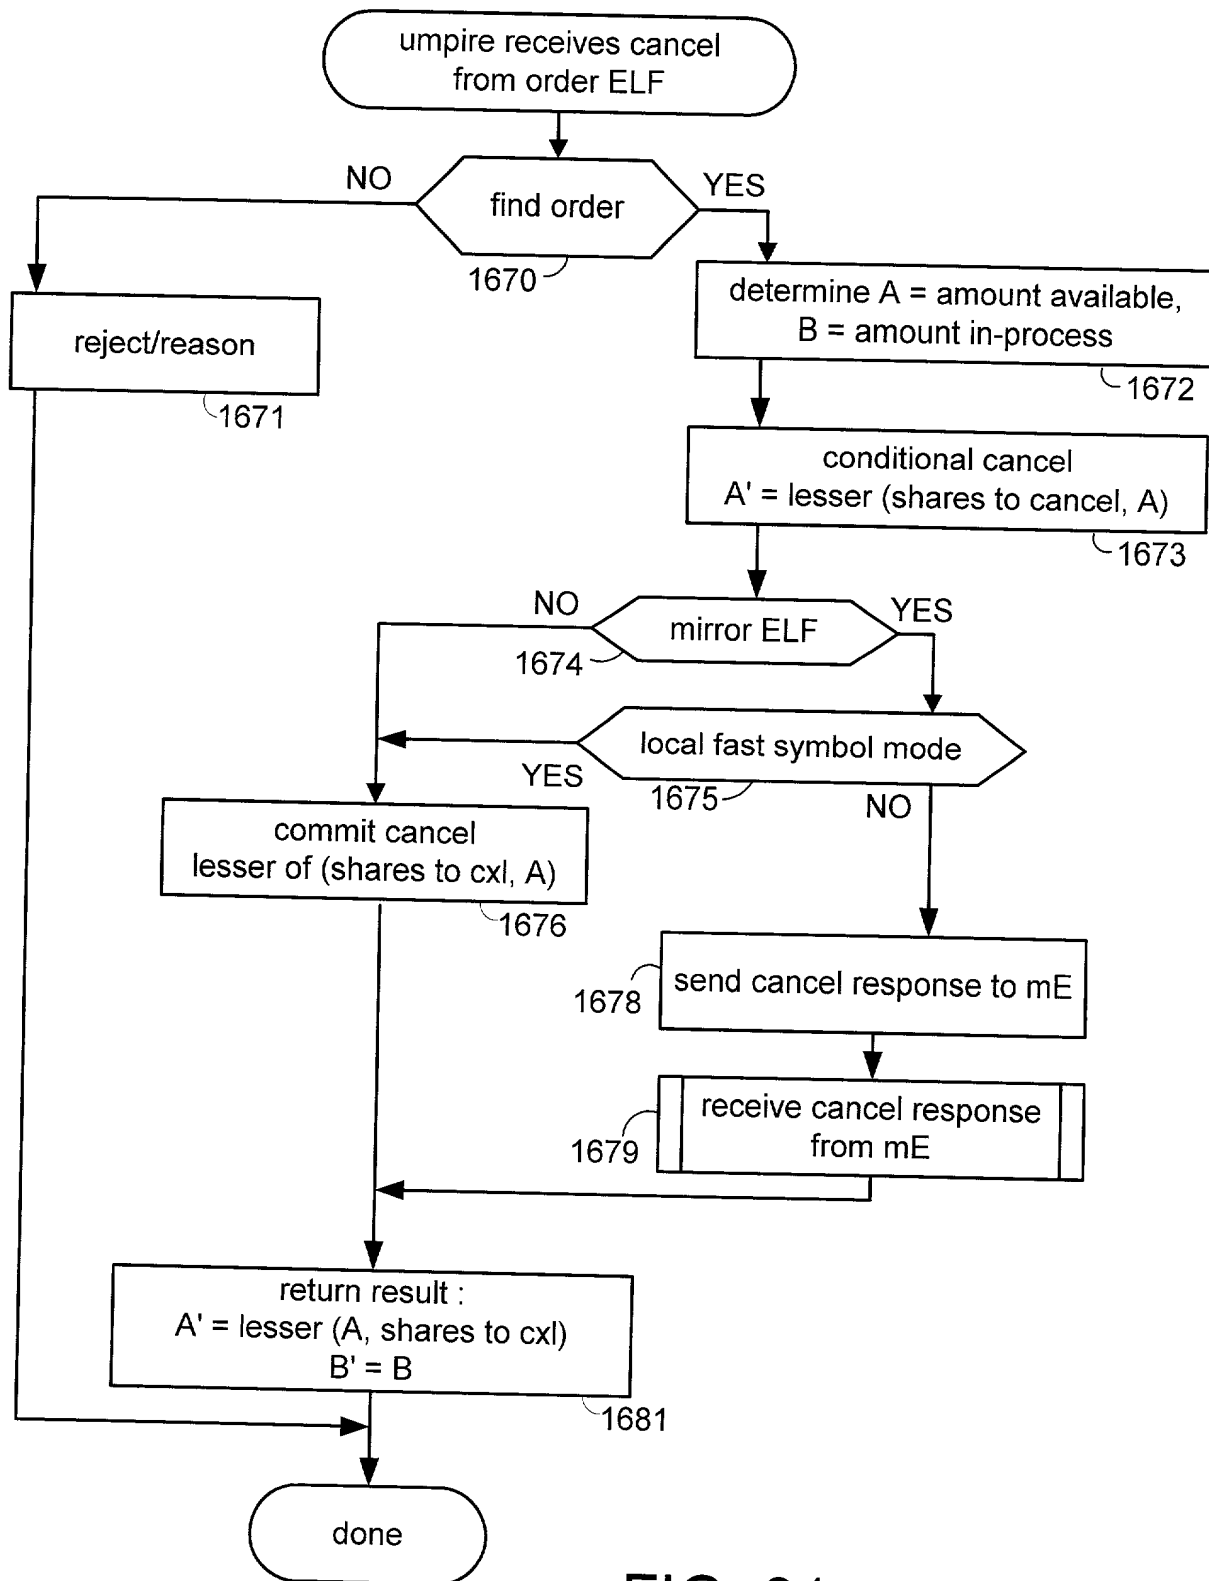 umpire receives cancel
from order ELF
NO
YES
find order
1670
determine A = amount available,
B = amount in-process
1672
reject/reason
1671
conditional cancel
A' = lesser (shares to cancel, A)
1673
NO
YES
mirror ELF
1674
local fast symbol mode
YES
1675
NO
commit cancel
lesser of (shares to cxl, A)
1676
send cancel response to mE
1678
receive cancel response
from mE
1679
return result :
A' = lesser (A, shares to cxl)
B' = B
1681
done